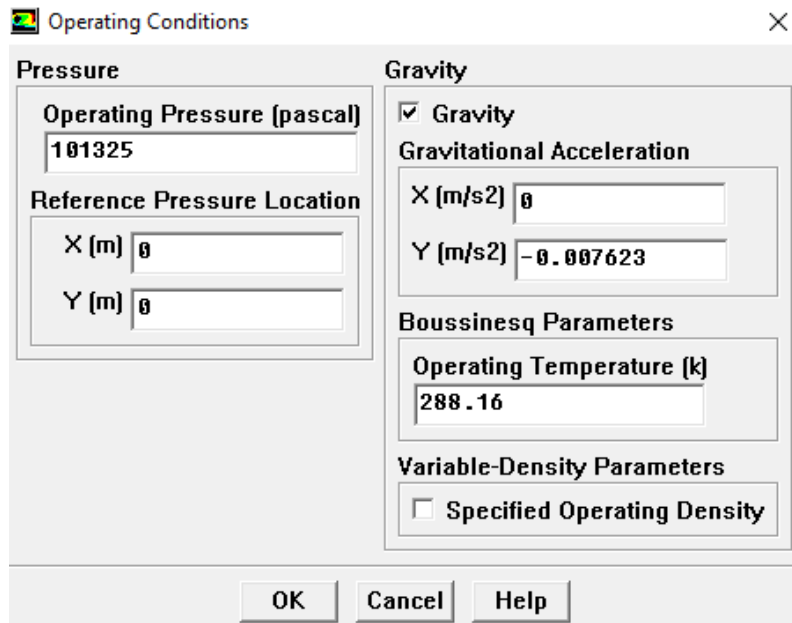 Operating Conditions
Pressure
Operating Pressure (pascal)
101325
Reference Pressure Location
X (m) 0
Y (m) 0
Gravity
Gravity
Gravitational Acceleration
X (m/s2) 0
Y (m/s2) -0.007623
Boussinesq Parameters
Operating Temperature (k)
288.16
Variable-Density Parameters
Specified Operating Density
OK Cancel Help